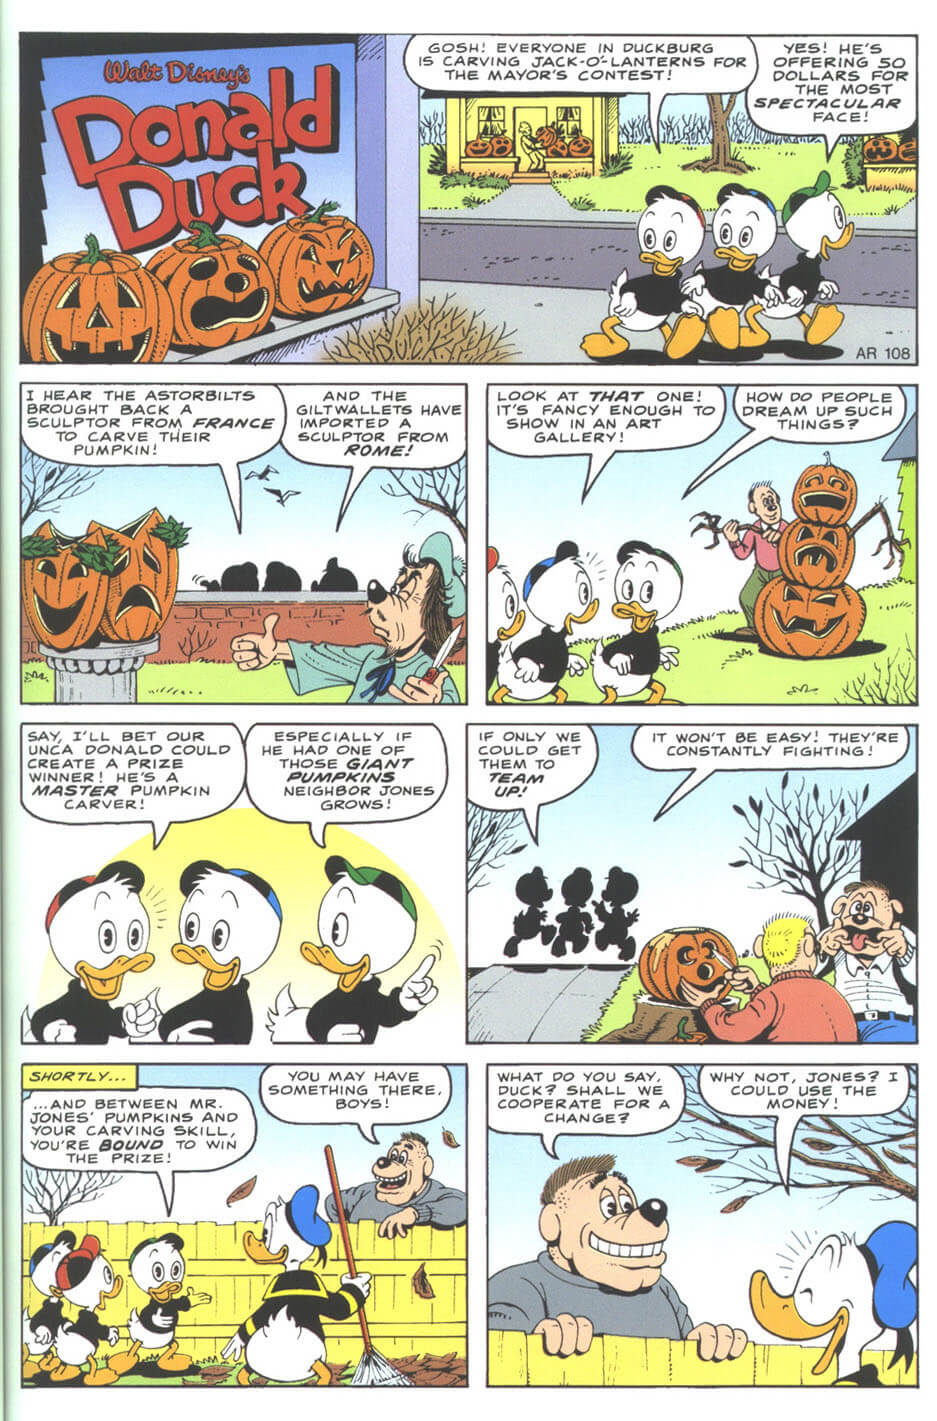 Walt Disney's
Donald
Duck
GOSH! EVERYONE IN DUCKBURG
IS CARVING JACK-O'-LANTERNS FOR
THE MAYOR'S CONTEST!
YES! HE'S
OFFERING 50
DOLLARS FOR
THE MOST
SPECTACULAR
FACE!
AR 108
I HEAR THE ASTORBILTS
BROUGHT BACK A
SCULPTOR FROM FRANCE
TO CARVE THEIR
PUMPKIN!
AND THE
GILTWALLETS HAVE
IMPORTED A
SCULPTOR FROM
ROME!
LOOK AT THAT ONE!
IT'S FANCY ENOUGH TO
SHOW IN AN ART
GALLERY!
HOW DO PEOPLE
DREAM UP SUCH
THINGS?
SAY, I'LL BET OUR
UNCA DONALD COULD
CREATE A PRIZE
WINNER! HE'S A
MASTER PUMPKIN
CARVER!
ESPECIALLY IF
HE HAD ONE OF
THOSE GIANT
PUMPKINS
NEIGHBOR JONES
GROWS!
IF ONLY WE
COULD GET
THEM TO
TEAM
UP!
IT WON'T BE EASY! THEY'RE
CONSTANTLY FIGHTING!
SHORTLY...
...AND BETWEEN MR.
JONES' PUMPKINS AND
YOUR CARVING SKILL,
YOU'RE BOUND TO WIN
THE PRIZE!
YOU MAY HAVE
SOMETHING THERE,
BOYS!
WHAT DO YOU SAY,
DUCK? SHALL WE
COOPERATE FOR A
CHANGE?
WHY NOT, JONES? I
COULD USE THE
MONEY!